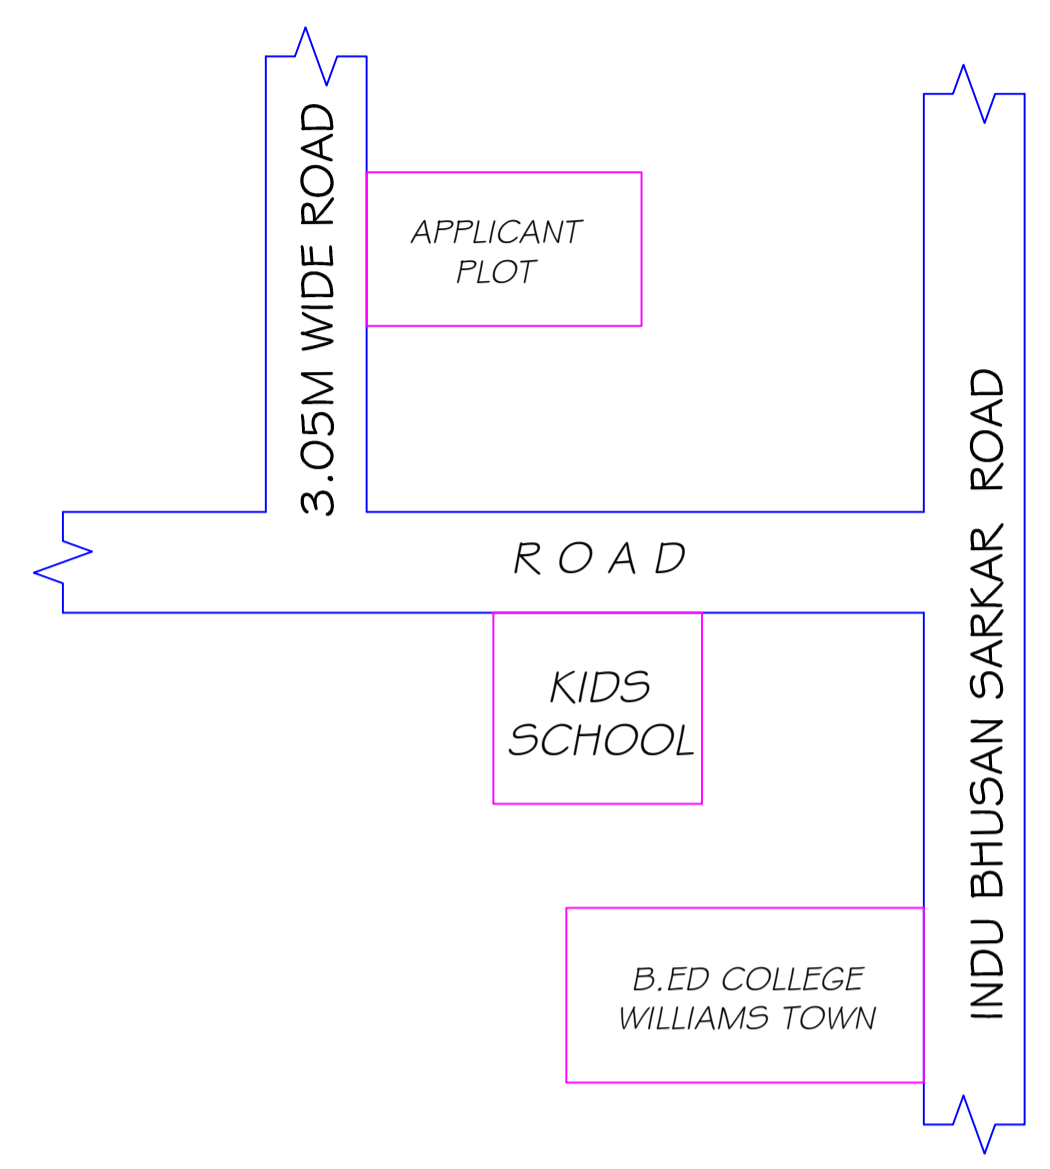 3.05M WIDE ROAD
APPLICANT
PLOT
ROAD
KIDS
SCHOOL
INDU BHUSAN SARKAR ROAD
B.ED COLLEGE
WILLIAMS TOWN